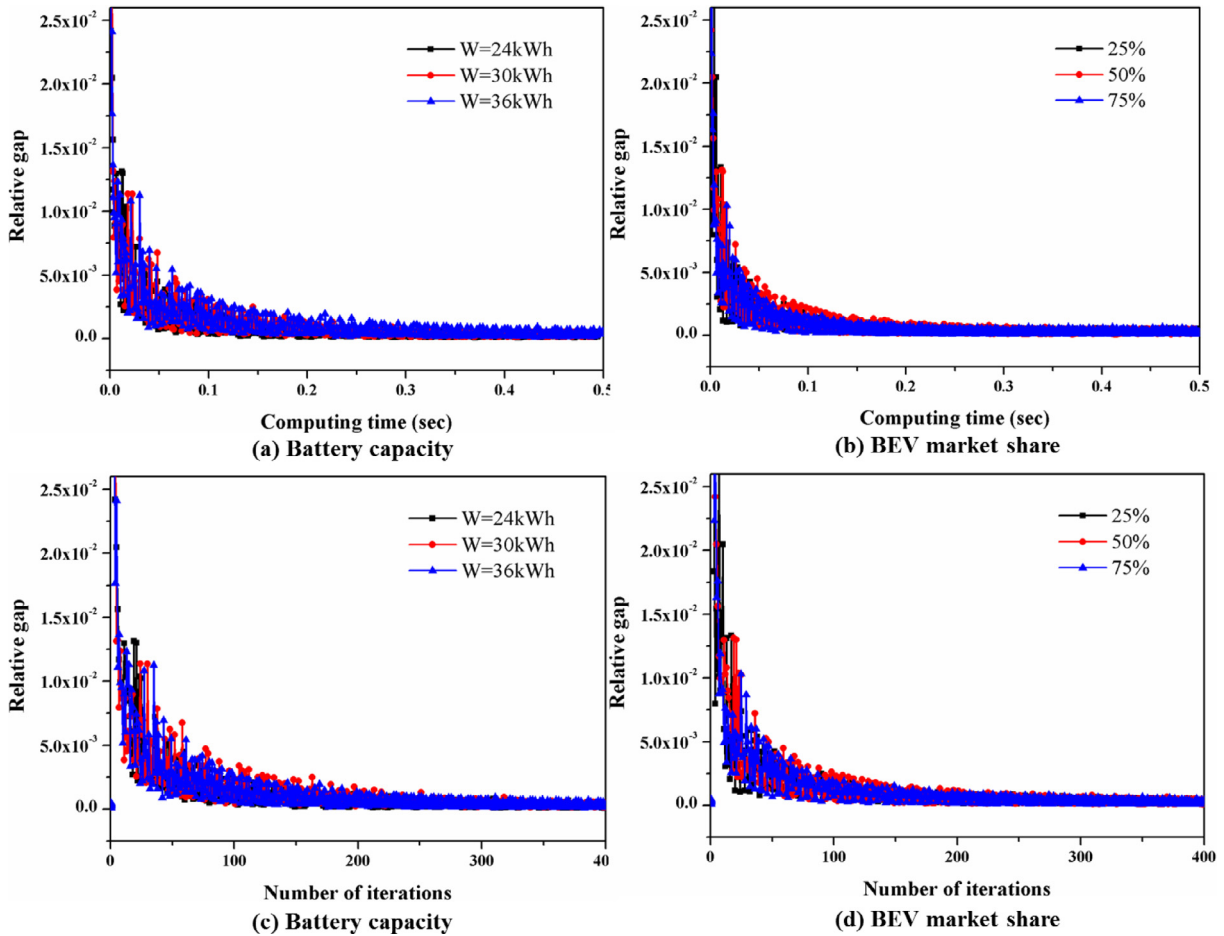 2.5x10⁻²
2.0x10⁻²
1.5x10⁻²
1.0x10⁻²
5.0x10⁻³
0.0
Relative gap
W=24kWh
W=30kWh
W=36kWh
0.0 0.1 0.2 0.3 0.4 0.5
Computing time (sec)
(a) Battery capacity
2.5x10⁻²
2.0x10⁻²
1.5x10⁻²
1.0x10⁻²
5.0x10⁻³
0.0
Relative gap
25%
50%
75%
0.0 0.1 0.2 0.3 0.4 0.5
Computing time (sec)
(b) BEV market share
2.5x10⁻²
2.0x10⁻²
1.5x10⁻²
1.0x10⁻²
5.0x10⁻³
0.0
Relative gap
W=24kWh
W=30kWh
W=36kWh
0 100 200 300 40
Number of iterations
(c) Battery capacity
2.5x10⁻²
2.0x10⁻²
1.5x10⁻²
1.0x10⁻²
5.0x10⁻³
0.0
Relative gap
25%
50%
75%
0 100 200 300 400
Number of iterations
(d) BEV market share